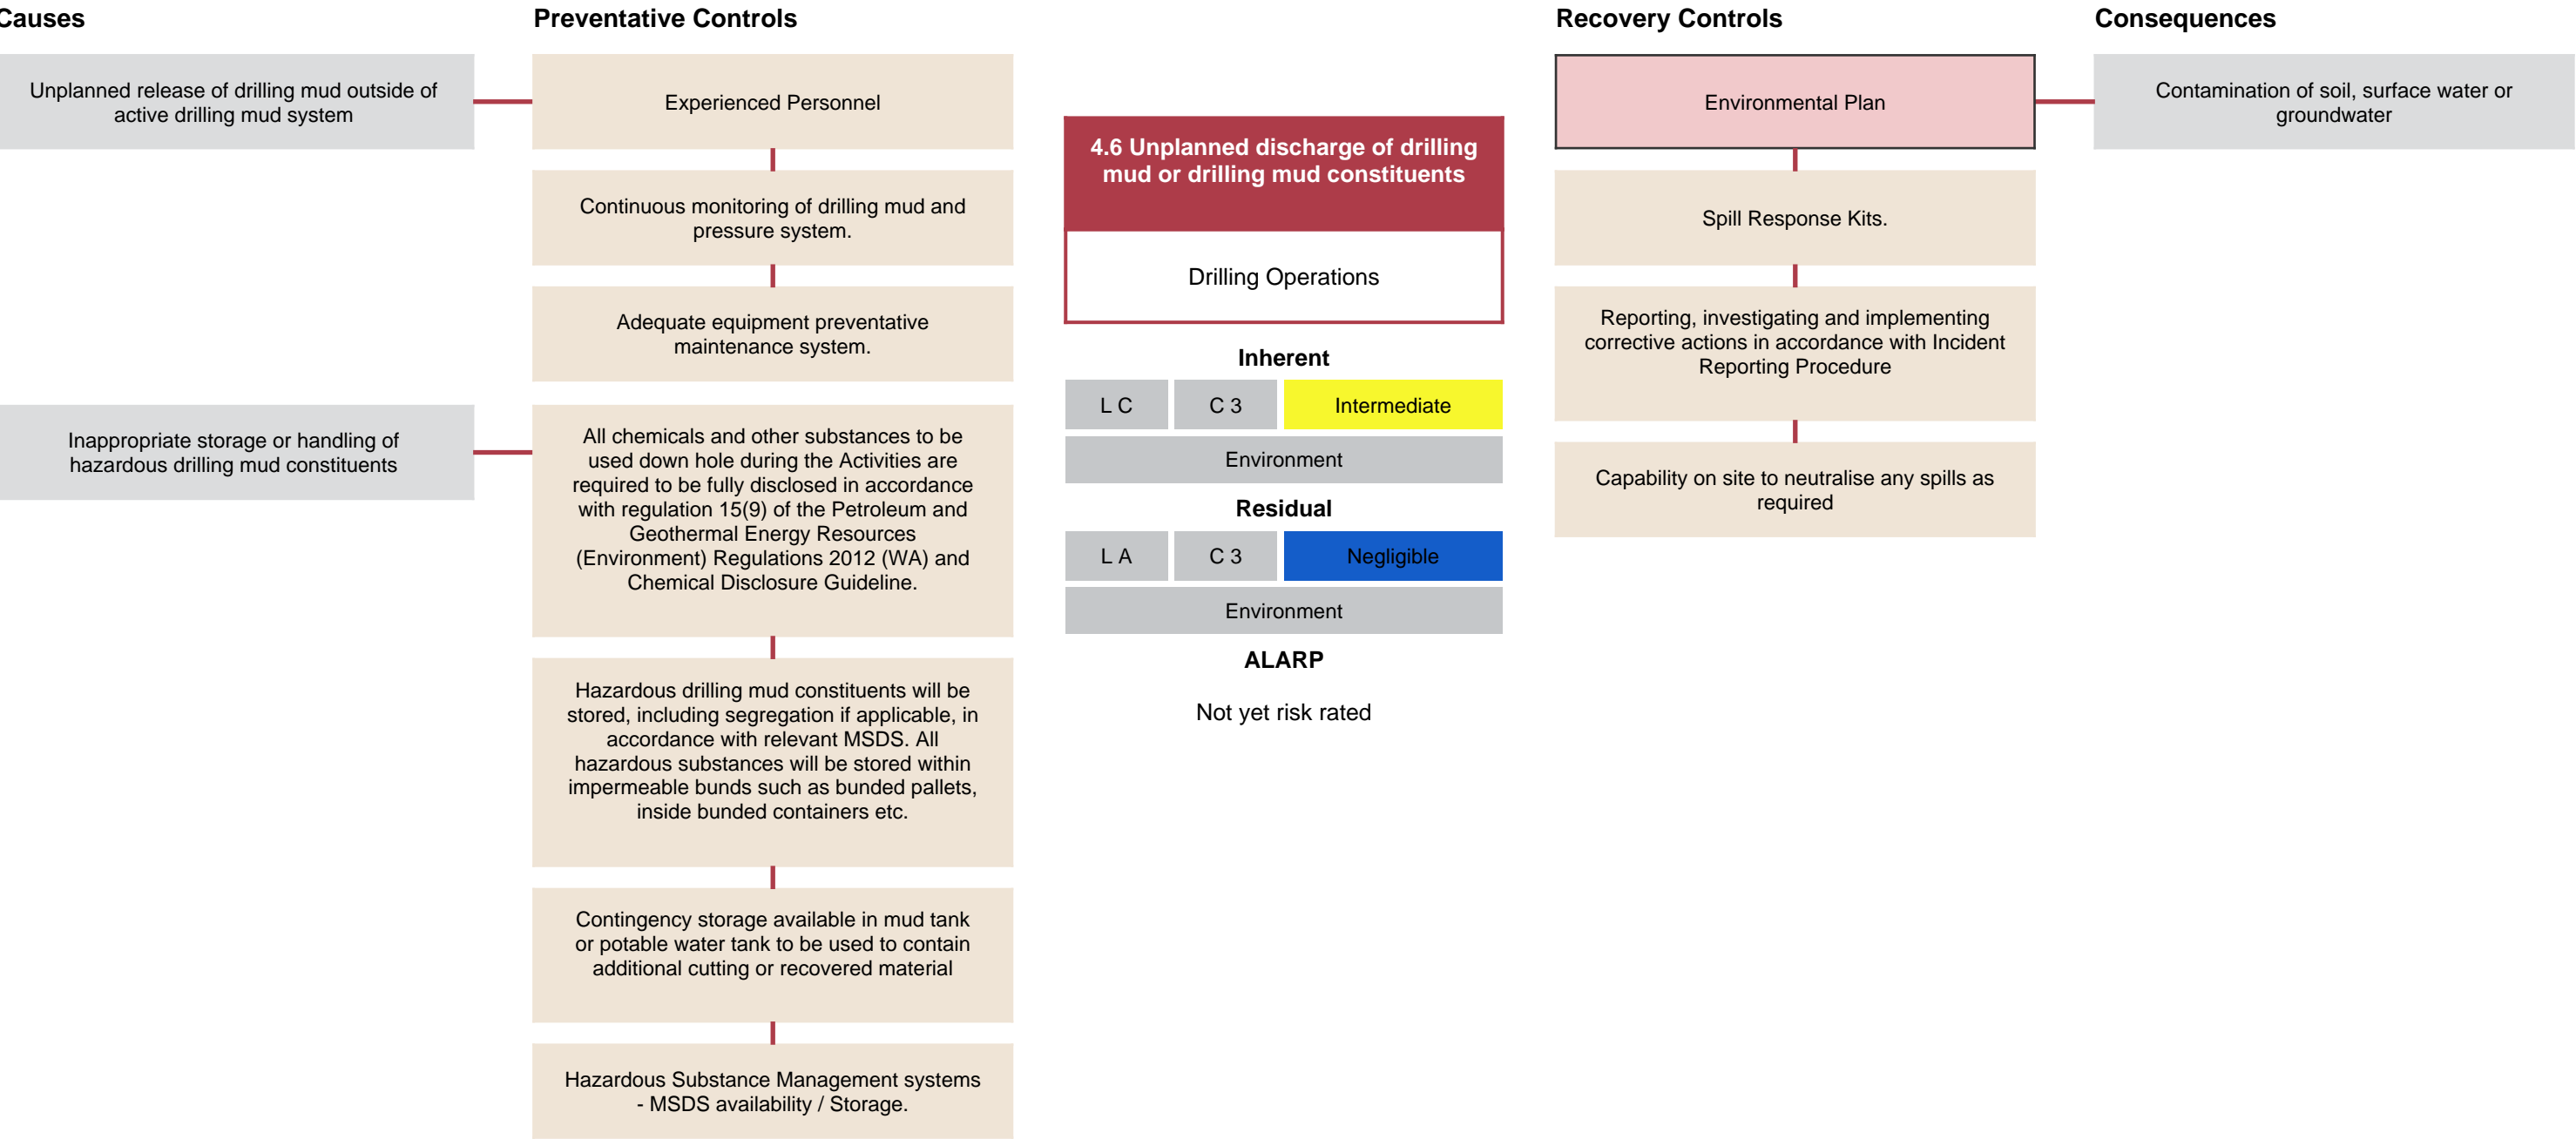 Causes
Preventative Controls
Recovery Controls
Consequences
Unplanned release of drilling mud outside of
active drilling mud system
Inappropriate storage or handling of
hazardous drilling mud constituents
Experienced Personnel
Continuous monitoring of drilling mud and
pressure system.
Adequate equipment preventative
maintenance system.
All chemicals and other substances to be
used down hole during the Activities are
required to be fully disclosed in accordance
with regulation 15(9) of the Petroleum and
Geothermal Energy Resources
(Environment) Regulations 2012 (WA) and
Chemical Disclosure Guideline.
Hazardous drilling mud constituents will be
stored, including segregation if applicable, in
accordance with relevant MSDS. All
hazardous substances will be stored within
impermeable bunds such as bunded pallets,
inside bunded containers etc.
Contingency storage available in mud tank
or potable water tank to be used to contain
additional cutting or recovered material
Hazardous Substance Management systems
- MSDS availability / Storage.
4.6 Unplanned discharge of drilling
mud or drilling mud constituents
Drilling Operations
Inherent
L C
C 3
Intermediate
Environment
Residual
L A
C 3
Negligible
Environment
ALARP
Not yet risk rated
Environmental Plan
Spill Response Kits.
Reporting, investigating and implementing
corrective actions in accordance with Incident
Reporting Procedure
Capability on site to neutralise any spills as
required
Contamination of soil, surface water or
groundwater